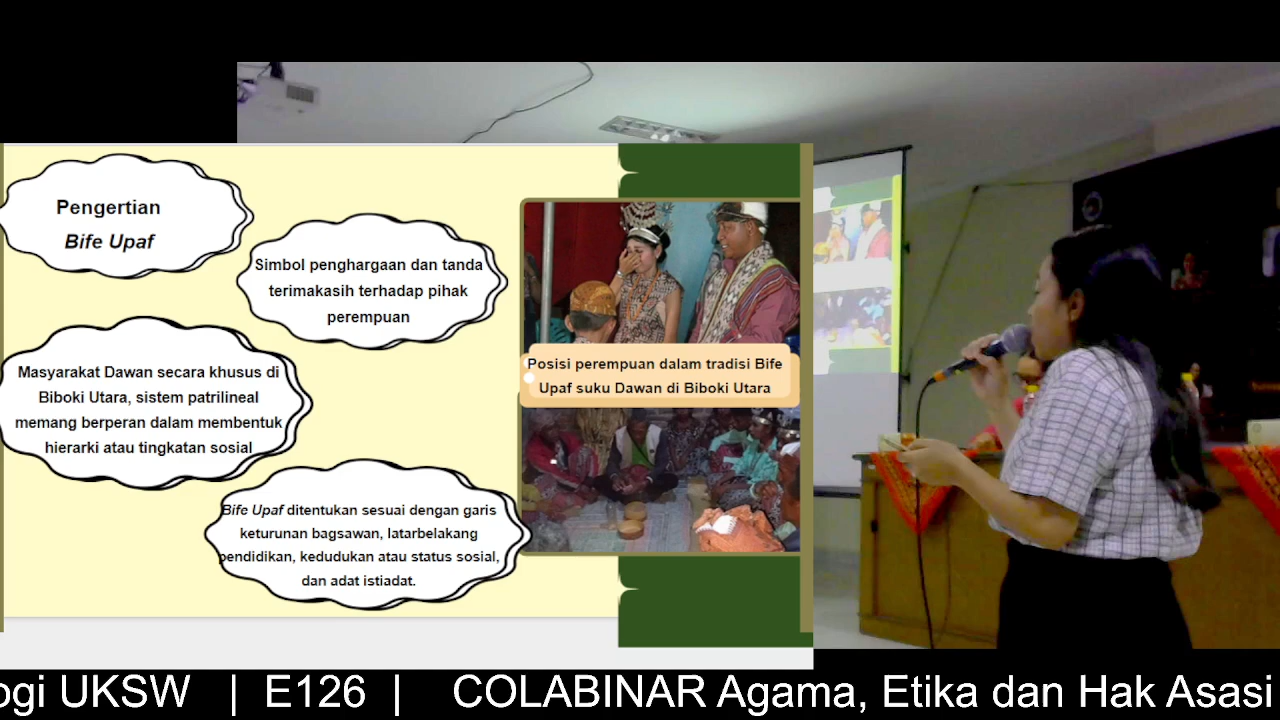 Pengertian
Bife Upaf
Simbol penghargaan dan tanda
terimakasih terhadap pihak
perempuan
Masyarakat Dawan secara khusus di
Biboki Utara, sistem patrilineal
memang berperan dalam membentuk
hierarki atau tingkatan sosial
Bife Upaf ditentukan sesuai dengan garis
keturunan bagsawan, latarbelakang
pendidikan, kedudukan atau status sosial,
dan adat istiadat.
Posisi perempuan dalam tradisi Bife
Upaf suku Dawan di Biboki Utara
ogi UKSW | E126 | COLABINAR Agama, Etika dan Hak Asasi